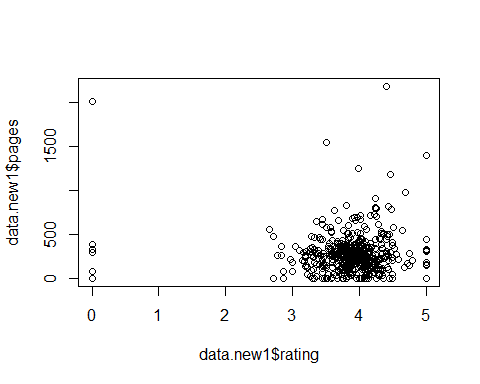 data.new1$pages
1500
500
0
0 1 2 3 4 5
data.new1$rating